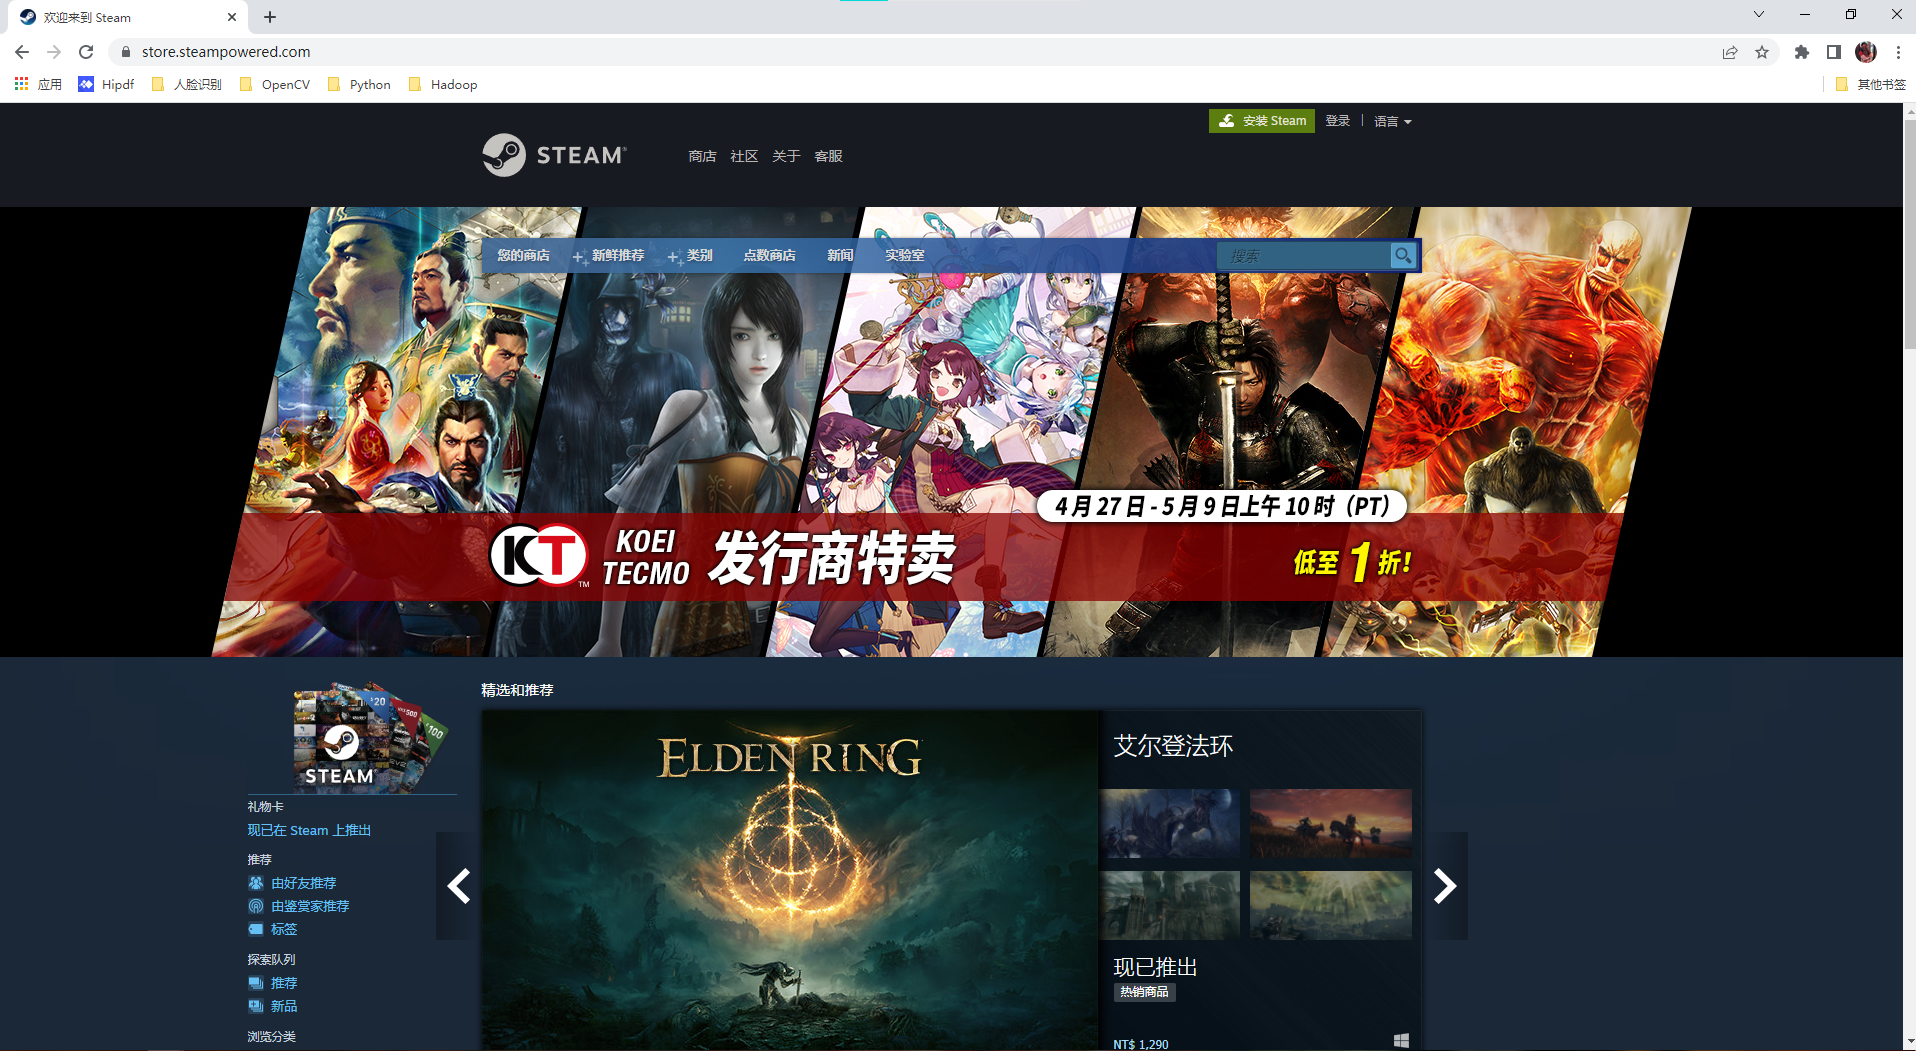 欢迎来到 Steam
store.steampowered.com
应用 Hipdf 人脸识别 OpenCV Python Hadoop 其他书签
安装 Steam 登录 | 语言
STEAM
商店 社区 关于 客服
您的商店 新鲜推荐 类别 点数商店 新闻 实验室 搜索
4月27日-5月9日上午10时（PT）
KT TM
KOEI
TECMO
发行商特卖
低至1折!
精选和推荐
20
500
100
STEAM
礼物卡
现已在 Steam 上推出
推荐
由好友推荐
由鉴赏家推荐
标签
探索队列
推荐
新品
浏览分类
ELDEN RING
艾尔登法环
现已推出
热销商品
NT$ 1,290